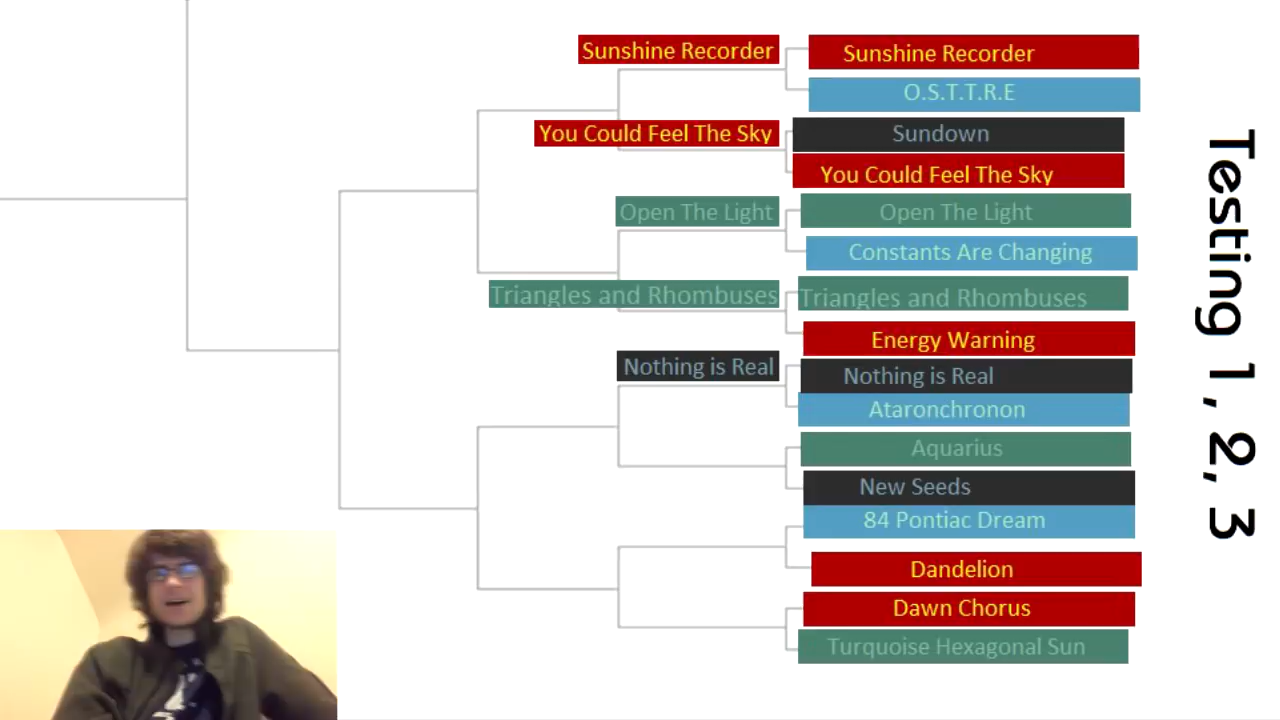 Sunshine Recorder
Sunshine Recorder
O.S.T.T.R.E
You Could Feel The Sky
Sundown
You Could Feel The Sky
Open The Light
Open The Light
Constants Are Changing
Triangles and Rhombuses
Triangles and Rhombuses
Energy Warning
Nothing is Real
Nothing is Real
Ataronchronon
Aquarius
New Seeds
84 Pontiac Dream
Dandelion
Dawn Chorus
Turquoise Hexagonal Sun
Testing 1, 2, 3